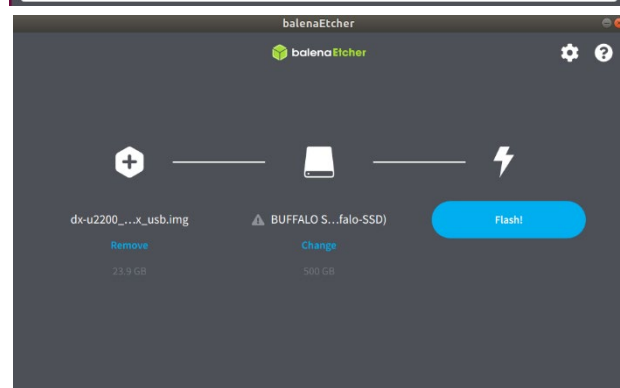 balenaEtcher
balenaEtcher
dx-u2200_...x_usb.img
BUFFALO S...falo-SSD)
Flash!
Remove
Change
23.9 GB
500 GB